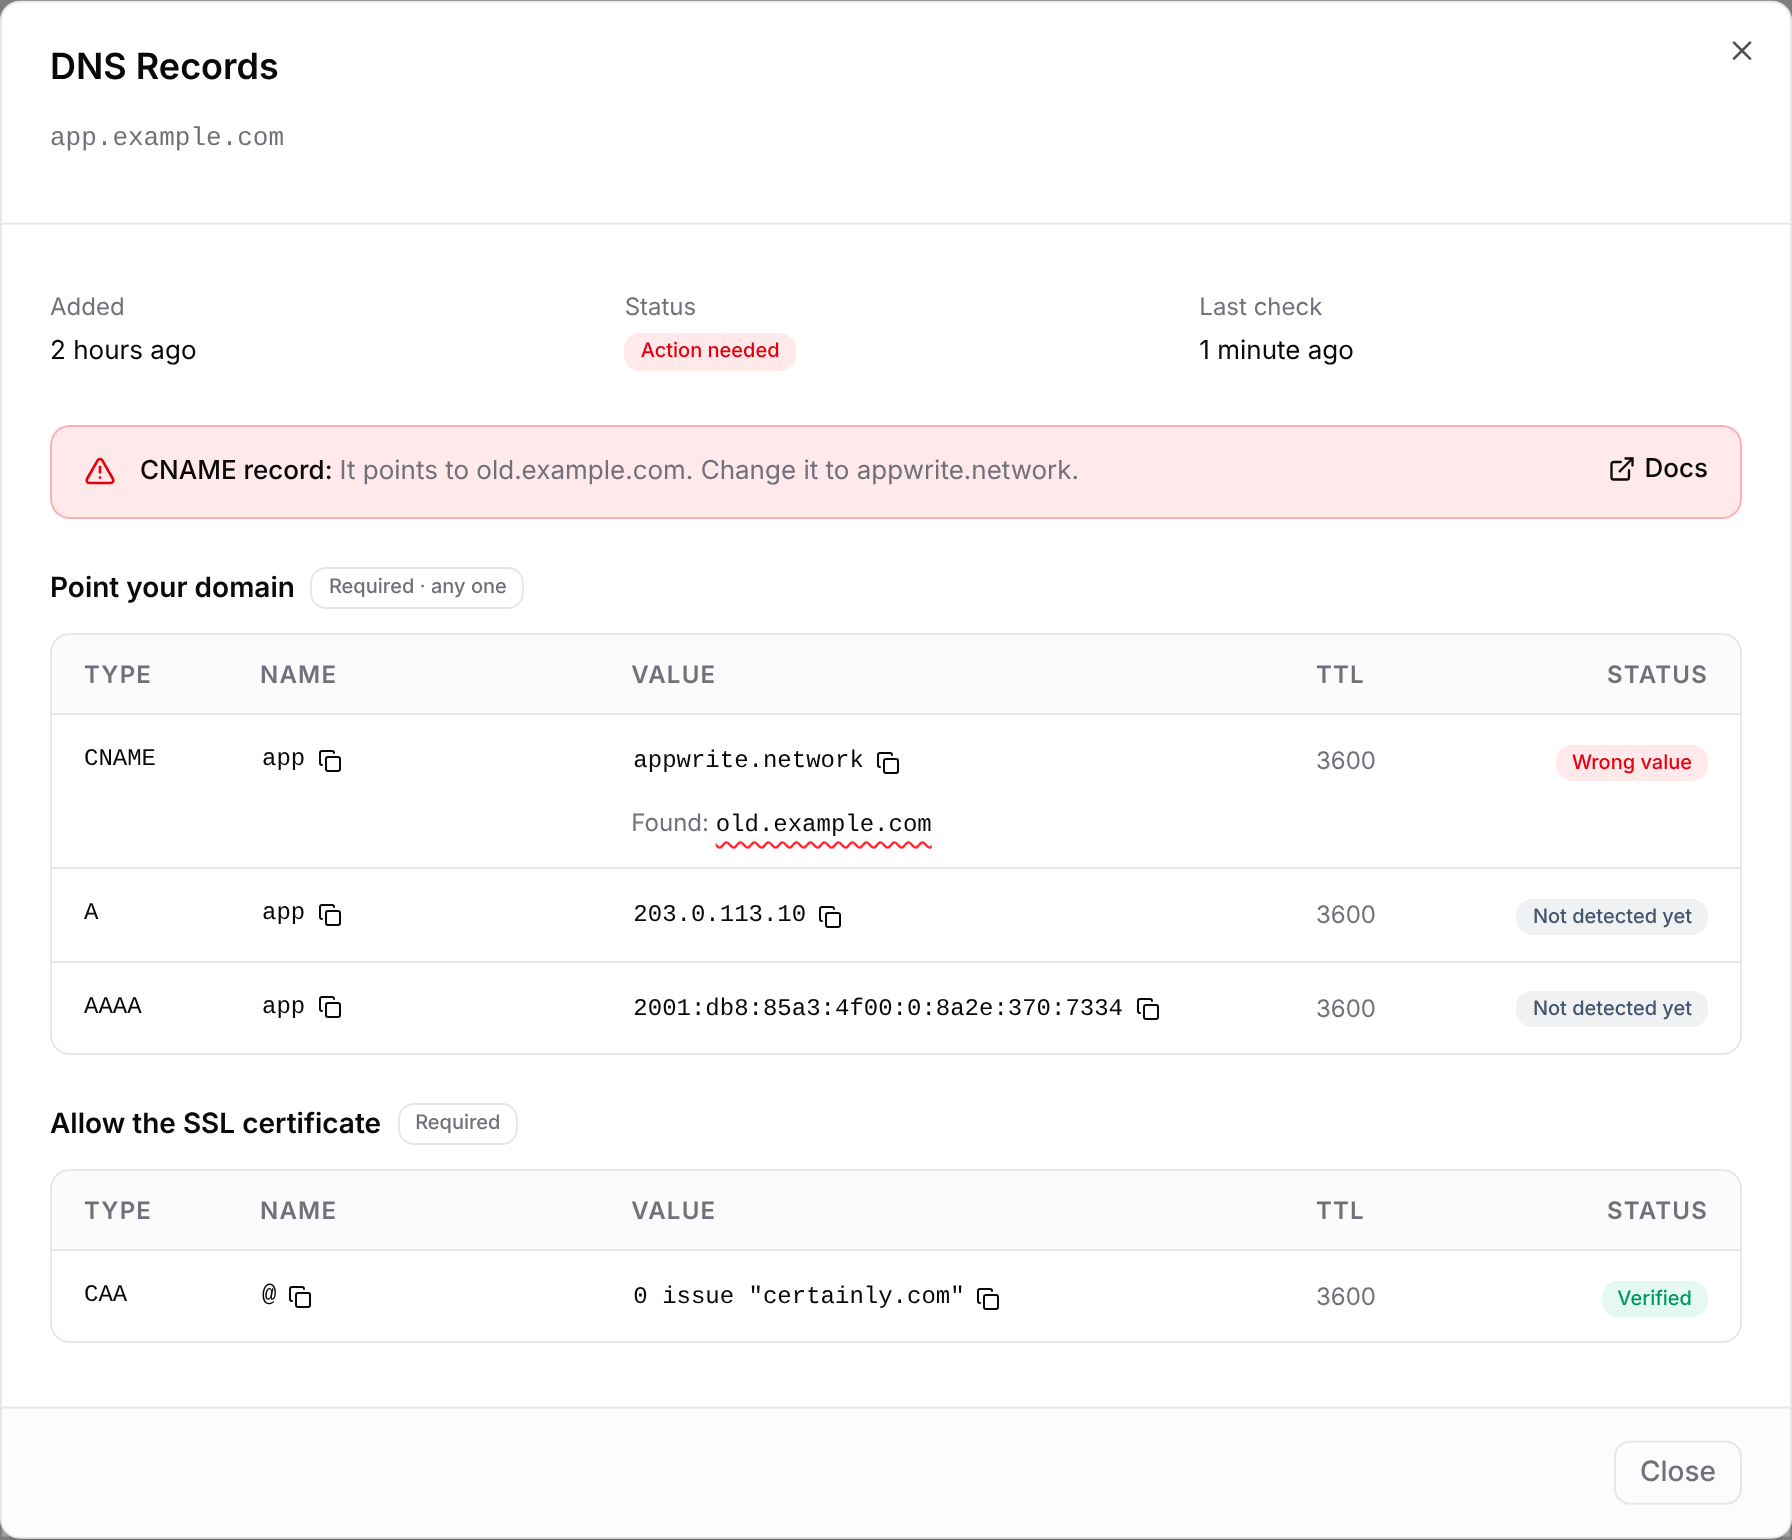 DNS Records
app.example.com
Added
2 hours ago
Status
Action needed
Last check
1 minute ago
CNAME record: It points to old.example.com. Change it to appwrite.network.
Docs
Point your domain
Required · any one
TYPE NAME VALUE TTL STATUS
CNAME app appwrite.network 3600 Wrong value
Found: old.example.com
A app 203.0.113.10 3600 Not detected yet
AAAA app 2001:db8:85a3:4f00:0:8a2e:370:7334 3600 Not detected yet
Allow the SSL certificate
Required
TYPE NAME VALUE TTL STATUS
CAA @ 0 issue "certainly.com" 3600 Verified
Close